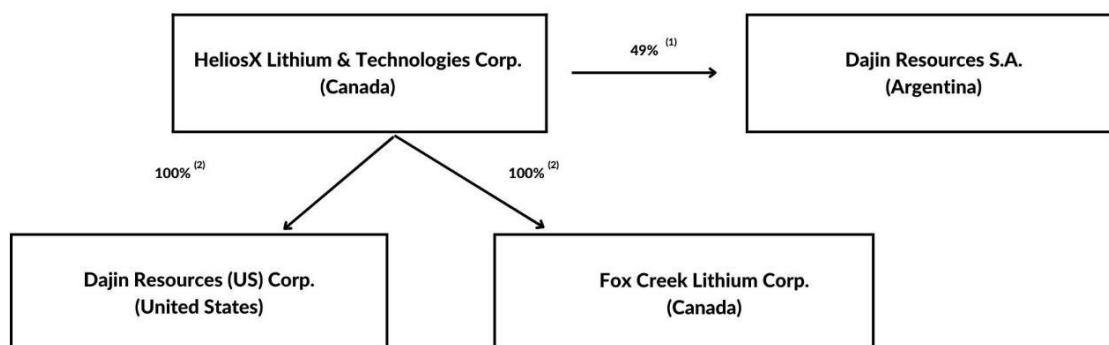 HeliosX Lithium & Technologies Corp.
(Canada)
49% (1)
Dajin Resources S.A.
(Argentina)
100% (2)
100% (2)
Dajin Resources (US) Corp.
(United States)
Fox Creek Lithium Corp.
(Canada)